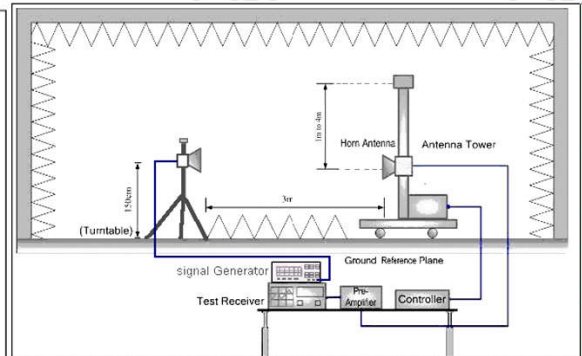 1m to 4m
Horn Antenna
Antenna Tower
3m
150cm
(Turntable)
Ground Reference Plane
signal Generator
Test Receiver
Pre-
Amplifier
Controller